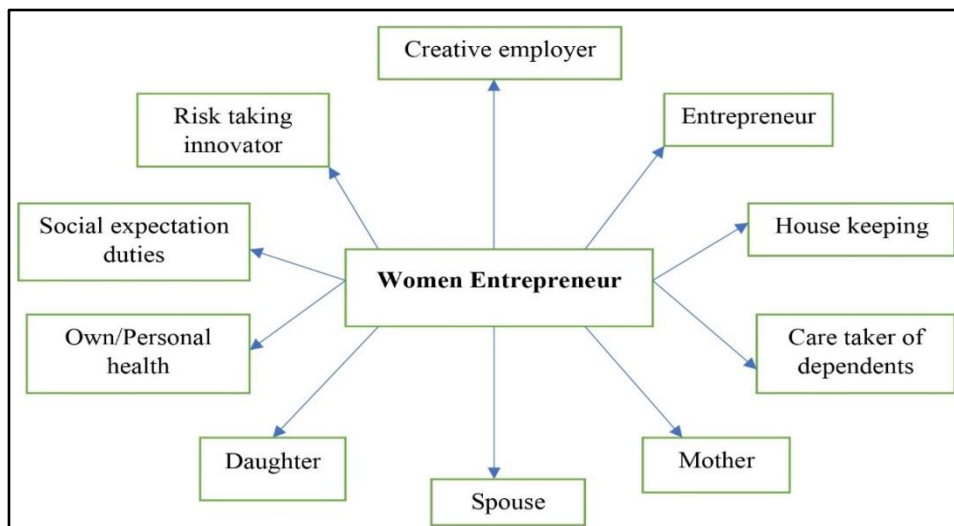 Creative employer
Risk taking
innovator
Entrepreneur
Social expectation
duties
House keeping
Women Entrepreneur
Own/Personal
health
Care taker of
dependents
Daughter
Mother
Spouse